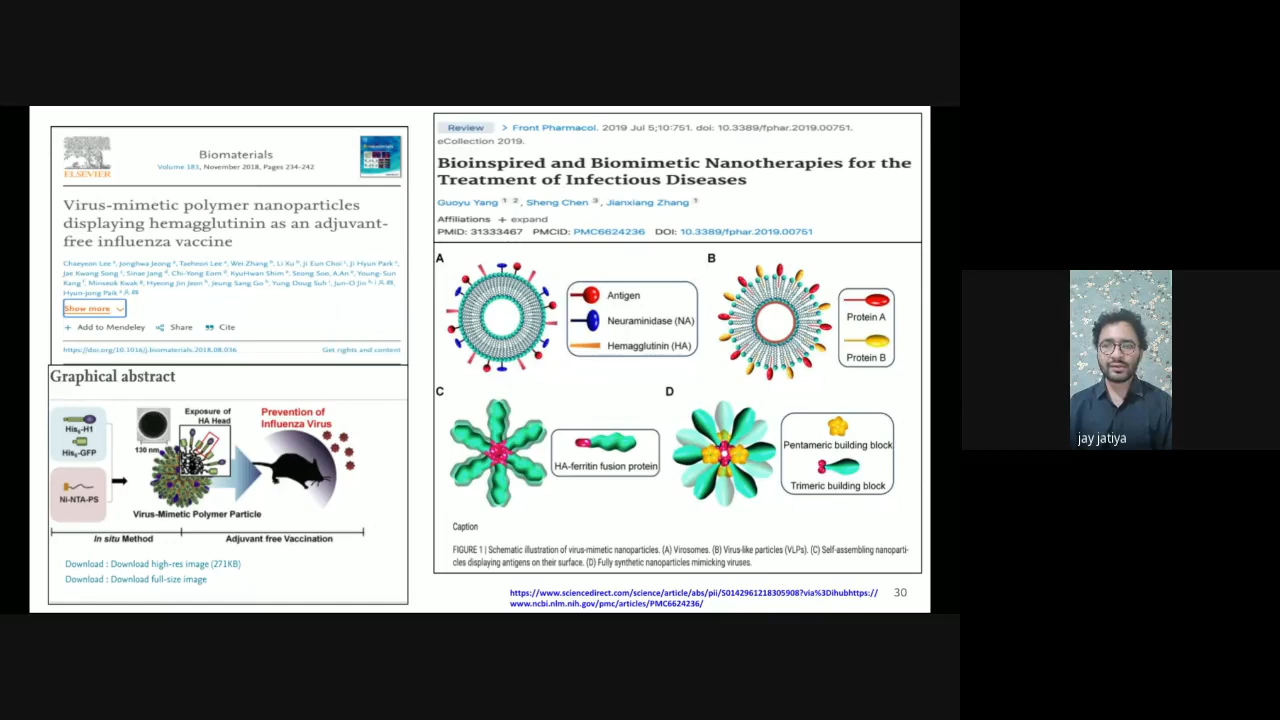 ELSEVIER
Biomaterials
Volume 183, November 2018, Pages 234-242
Virus-mimetic polymer nanoparticles
displaying hemagglutinin as an adjuvant-
free influenza vaccine
Chaeyeon Lee ᵃ, Jonghwa Jeong ᵃ, Taeheon Lee ᵃ, Wei Zhang ᵇ, Li Xu ᵇ, Ji Eun Choi ᶜ, Ji Hyun Park ᶜ,
Jae Kwang Song ᶜ, Sinae Jang ᵈ, Chi-Yong Eom ᵈ, KyuHwan Shim ᵉ, Seong Soo, A.An ᵉ, Young-Sun
Kang ᶠ, Minseok Kwak ᵍ, Hyeong Jin Jeon ʰ, Jeung Sang Go ʰ, Yung Doug Suh ⁱ, Jun-O Jin
Hyun-jong Paik
Show more
+ Add to Mendeley Share Cite
https://doi.org/10.1016/j.biomaterials.2018.08.036 Get rights and content
Graphical abstract
His₆-H1
His₆-GFP
Ni-NTA-PS
130 nm
Exposure of
HA Head
Prevention of
Influenza Virus
Virus-Mimetic Polymer Particle
In situ Method Adjuvant free Vaccination
Download : Download high-res image (271KB)
Download : Download full-size image
Review > Front Pharmacol. 2019 Jul 5;10:751. doi: 10.3389/fphar.2019.00751.
eCollection 2019.
Bioinspired and Biomimetic Nanotherapies for the
Treatment of Infectious Diseases
Guoyu Yang ¹ ², Sheng Chen ³, Jianxiang Zhang ¹
Affiliations + expand
PMID: 31333467 PMCID: PMC6624236 DOI: 10.3389/fphar.2019.00751
A
Antigen
Neuraminidase (NA)
Hemagglutinin (HA)
B
Protein A
Protein B
C
HA-ferritin fusion protein
D
Pentameric building block
Trimeric building block
Caption
FIGURE 1 | Schematic illustration of virus-mimetic nanoparticles. (A) Virosomes. (B) Virus-like particles (VLPs). (C) Self-assembling nanoparti-
cles displaying antigens on their surface. (D) Fully synthetic nanoparticles mimicking viruses.
https://www.sciencedirect.com/science/article/abs/pii/S0142961218305908?via%3Dihubhttps://
www.ncbi.nlm.nih.gov/pmc/articles/PMC6624236/
30
jay jatiya